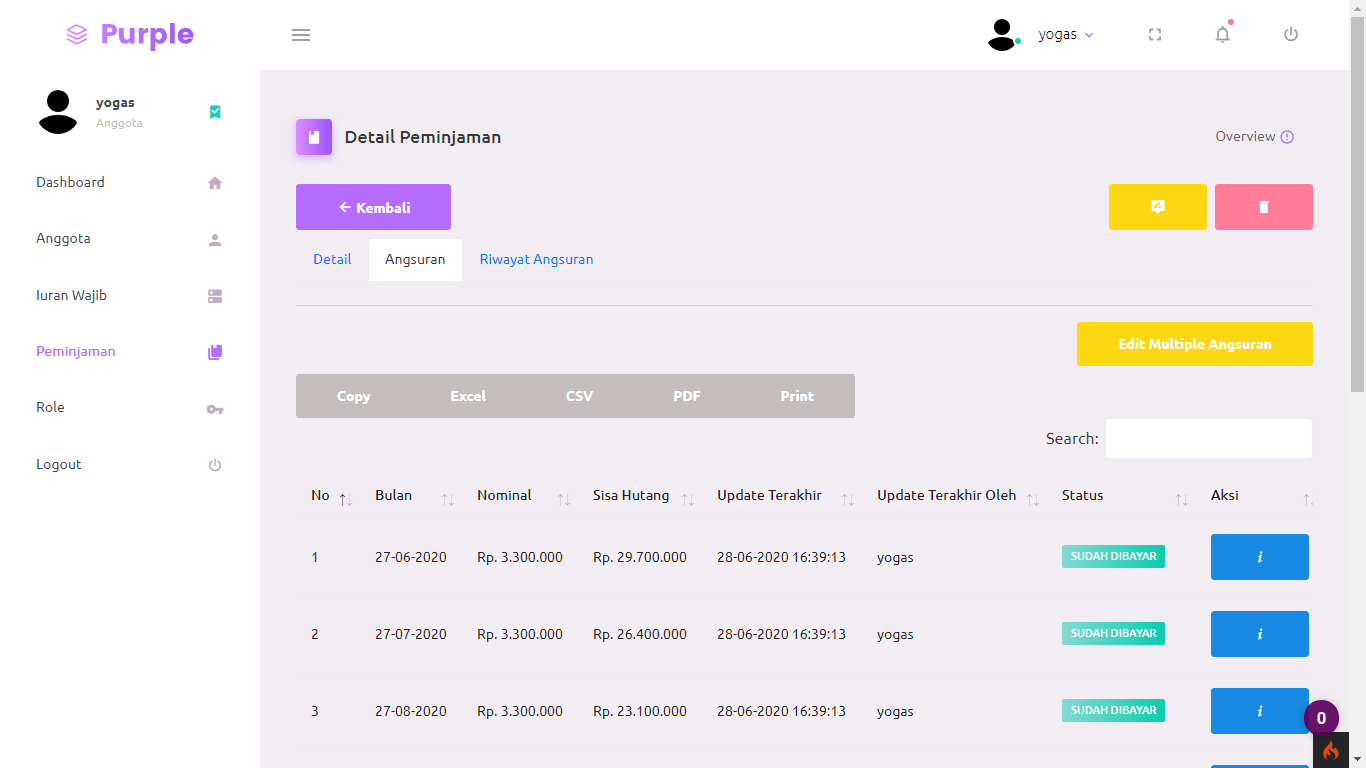 Purple
yogas
yogas
Anggota
Dashboard
Anggota
Iuran Wajib
Peminjaman
Role
Logout
Detail Peminjaman
Overview
Kembali
Detail Angsuran Riwayat Angsuran
Edit Multiple Angsuran
Copy Excel CSV PDF Print
Search:
No Bulan Nominal Sisa Hutang Update Terakhir Update Terakhir Oleh Status Aksi
1 27-06-2020 Rp. 3.300.000 Rp. 29.700.000 28-06-2020 16:39:13 yogas SUDAH DIBAYAR i
2 27-07-2020 Rp. 3.300.000 Rp. 26.400.000 28-06-2020 16:39:13 yogas SUDAH DIBAYAR i
3 27-08-2020 Rp. 3.300.000 Rp. 23.100.000 28-06-2020 16:39:13 yogas SUDAH DIBAYAR i
0